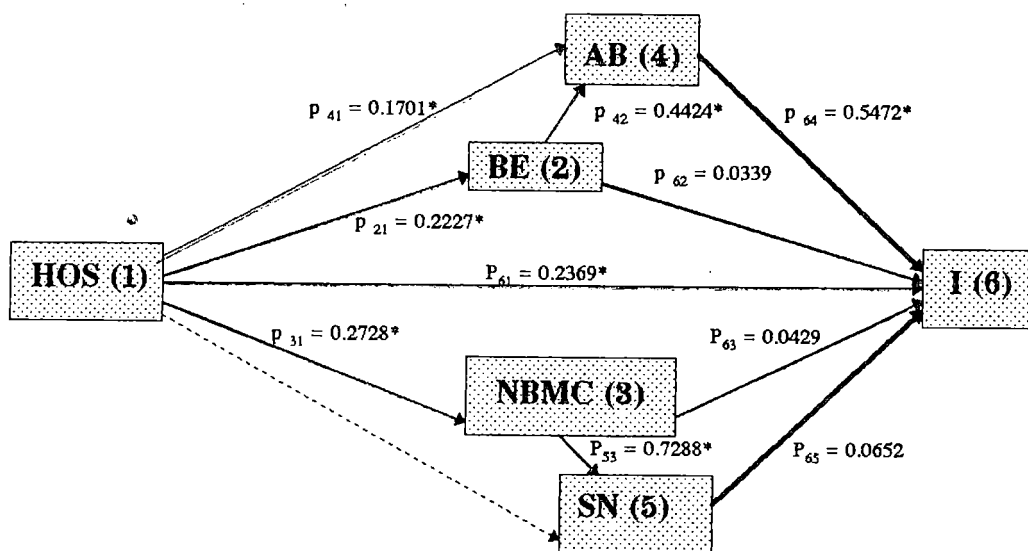 AB (4)
p 41 = 0.1701*
p 42 = 0.4424*
p 64 = 0.5472*
BE (2)
p 62 = 0.0339
p 21 = 0.2227*
HOS (1)
P61 = 0.2369*
I (6)
p 31 = 0.2728*
P63 = 0.0429
NBMC (3)
P53 = 0.7288*
P65 = 0.0652
SN (5)